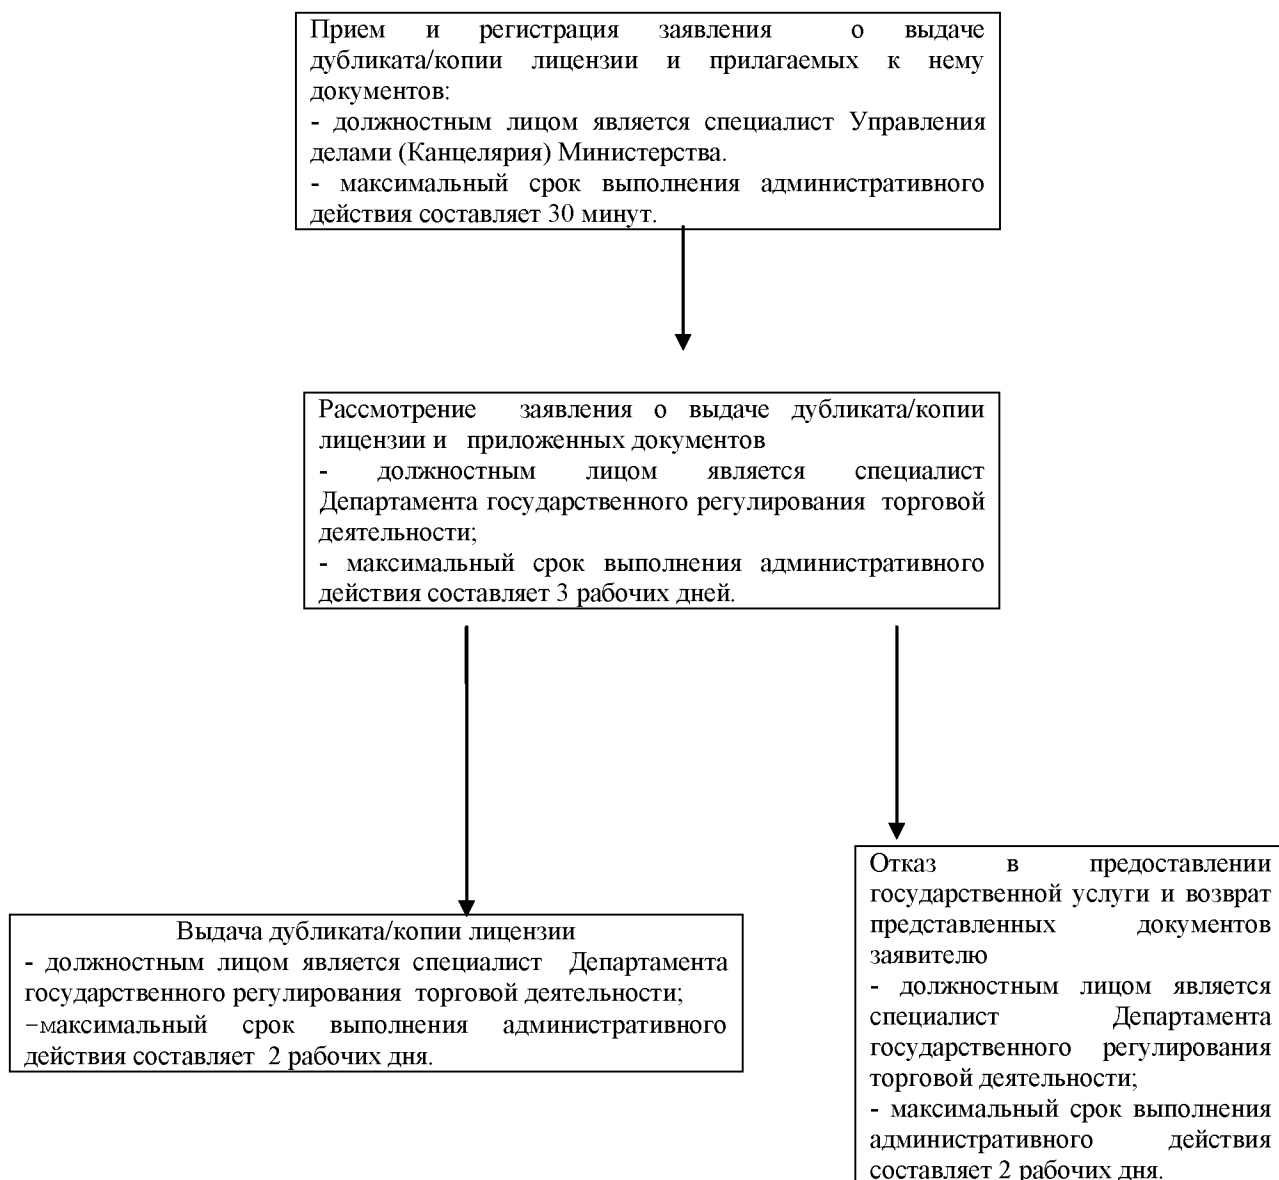 Прием и регистрация заявления о выдаче
дубликата/копии лицензии и прилагаемых к нему
документов:
- должностным лицом является специалист Управления
делами (Канцелярия) Министерства.
- максимальный срок выполнения административного
действия составляет 30 минут.
Рассмотрение заявления о выдаче дубликата/копии
лицензии и приложенных документов
- должностным лицом является специалист
Департамента государственного регулирования торговой
деятельности;
- максимальный срок выполнения административного
действия составляет 3 рабочих дней.
Выдача дубликата/копии лицензии
- должностным лицом является специалист Департамента
государственного регулирования торговой деятельности;
–максимальный срок выполнения административного
действия составляет 2 рабочих дня.
Отказ в предоставлении
государственной услуги и возврат
представленных документов
заявителю
- должностным лицом является
специалист Департамента
государственного регулирования
торговой деятельности;
- максимальный срок выполнения
административного действия
составляет 2 рабочих дня.